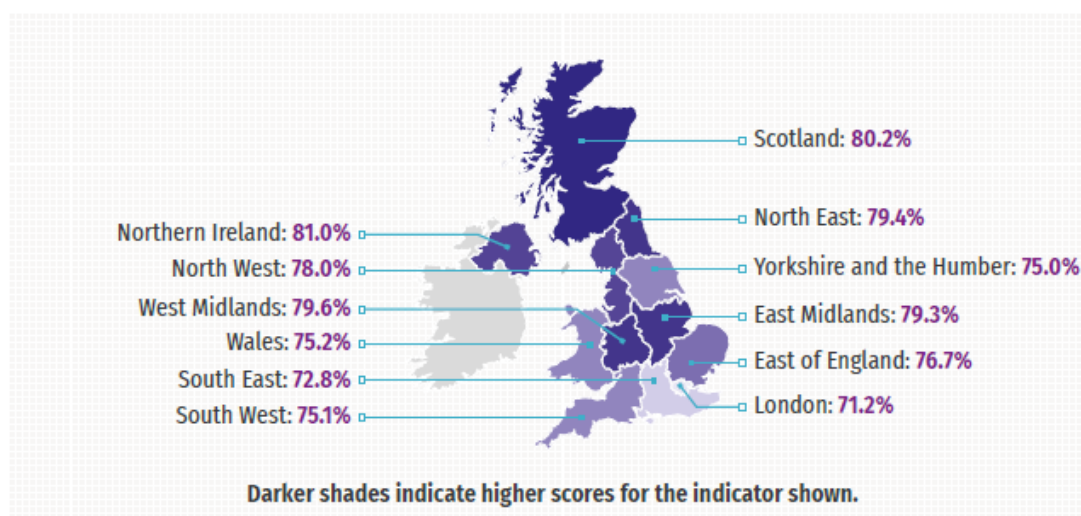 Scotland: 80.2%
North East: 79.4%
Northern Ireland: 81.0%
North West: 78.0%
Yorkshire and the Humber: 75.0%
West Midlands: 79.6%
East Midlands: 79.3%
Wales: 75.2%
East of England: 76.7%
South East: 72.8%
London: 71.2%
South West: 75.1%
Darker shades indicate higher scores for the indicator shown.